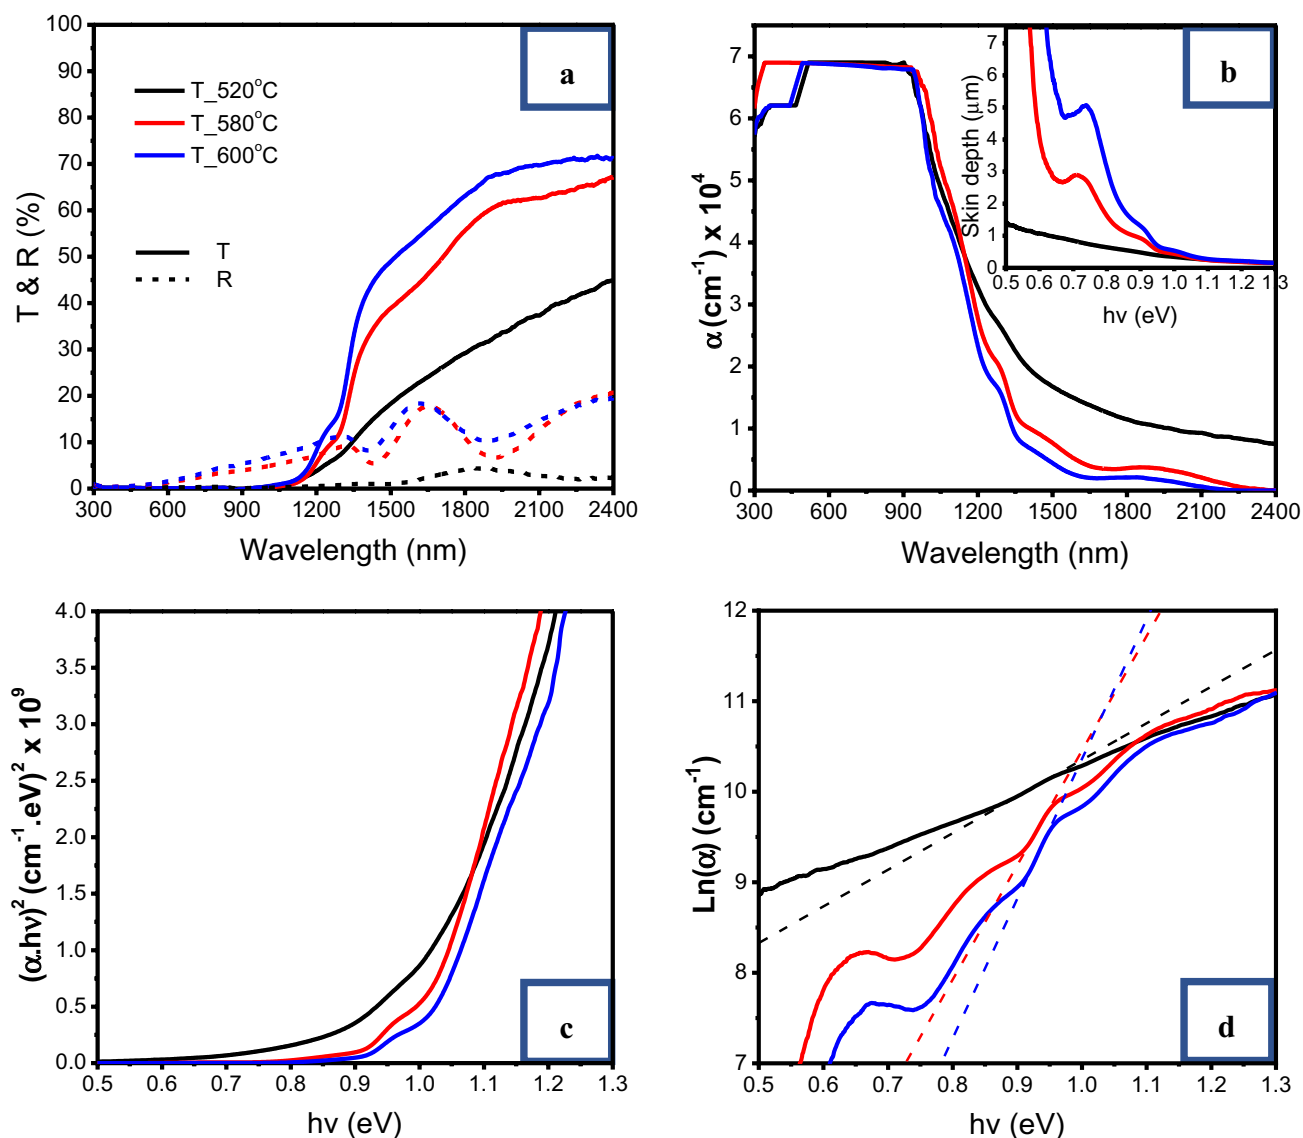 a
T_520°C
T_580°C
T_600°C
T
R
T & R (%)
100
90
80
70
60
50
40
30
20
10
0
300 600 900 1200 1500 1800 2100 2400
Wavelength (nm)
b
α (cm⁻¹) x 10⁴
7
6
5
4
3
2
1
0
300 600 900 1200 1500 1800 2100 2400
Wavelength (nm)
Skin depth (μm)
7
6
5
4
3
2
1
0
0.5 0.6 0.7 0.8 0.9 1.0 1.1 1.2 1.3
hν (eV)
c
(α.hν)² (cm⁻¹.eV)² x 10⁹
4.0
3.5
4.0
3.0
2.5
2.0
1.5
1.0
0.5
0.0
0.5 0.6 0.7 0.8 0.9 1.0 1.1 1.2 1.3
hν (eV)
d
Ln(α) (cm⁻¹)
12
11
10
9
8
7
0.5 0.6 0.7 0.8 0.9 1.0 1.1 1.2 1.3
hν (eV)